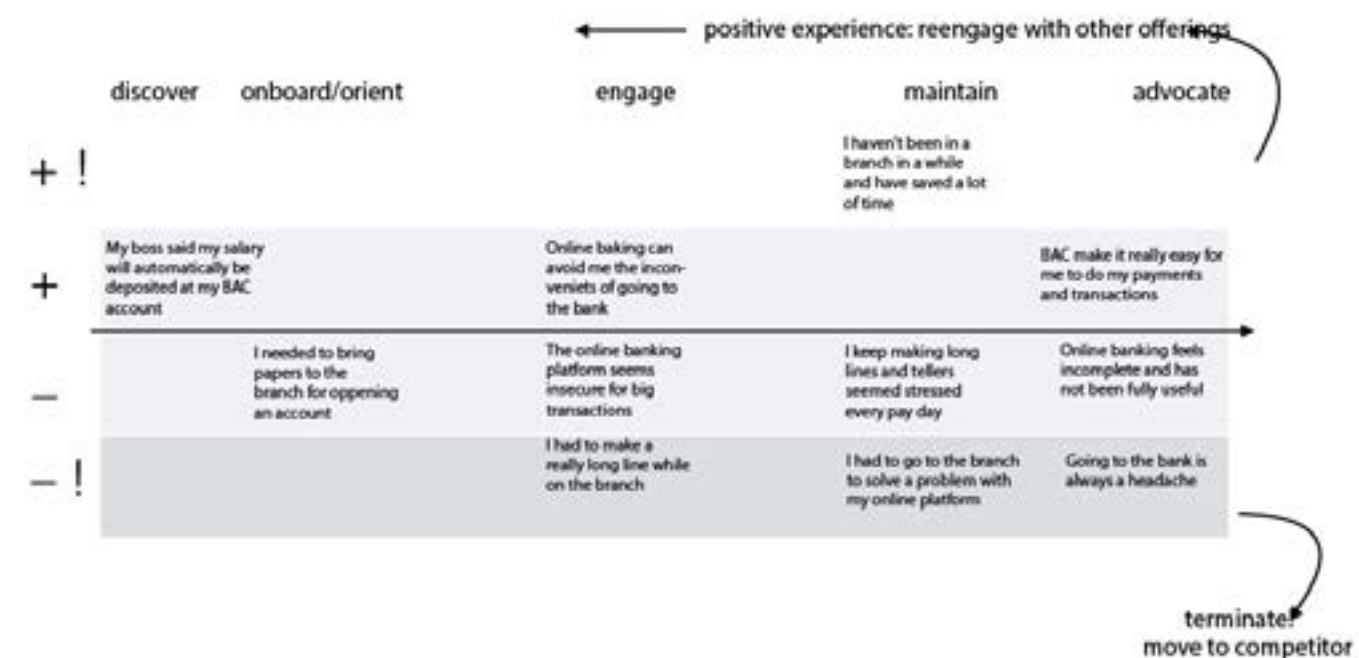 positive experience: reengage with other offerings
discover onboard/orient engage maintain advocate
+ !
I haven't been in a
branch in a while
and have saved a lot
of time
+
My boss said my salary
will automatically be
deposited at my BAC
account
Online baking can
avoid me the incon-
veniets of going to
the bank
BAC make it really easy for
me to do my payments
and transactions
–
I needed to bring
papers to the
branch for oppening
an account
The online banking
platform seems
insecure for big
transactions
I keep making long
lines and tellers
seemed stressed
every pay day
Online banking feels
incomplete and has
not been fully useful
– !
I had to make a
really long line while
on the branch
I had to go to the branch
to solve a problem with
my online platform
Going to the bank is
always a headache
terminate:
move to competitor